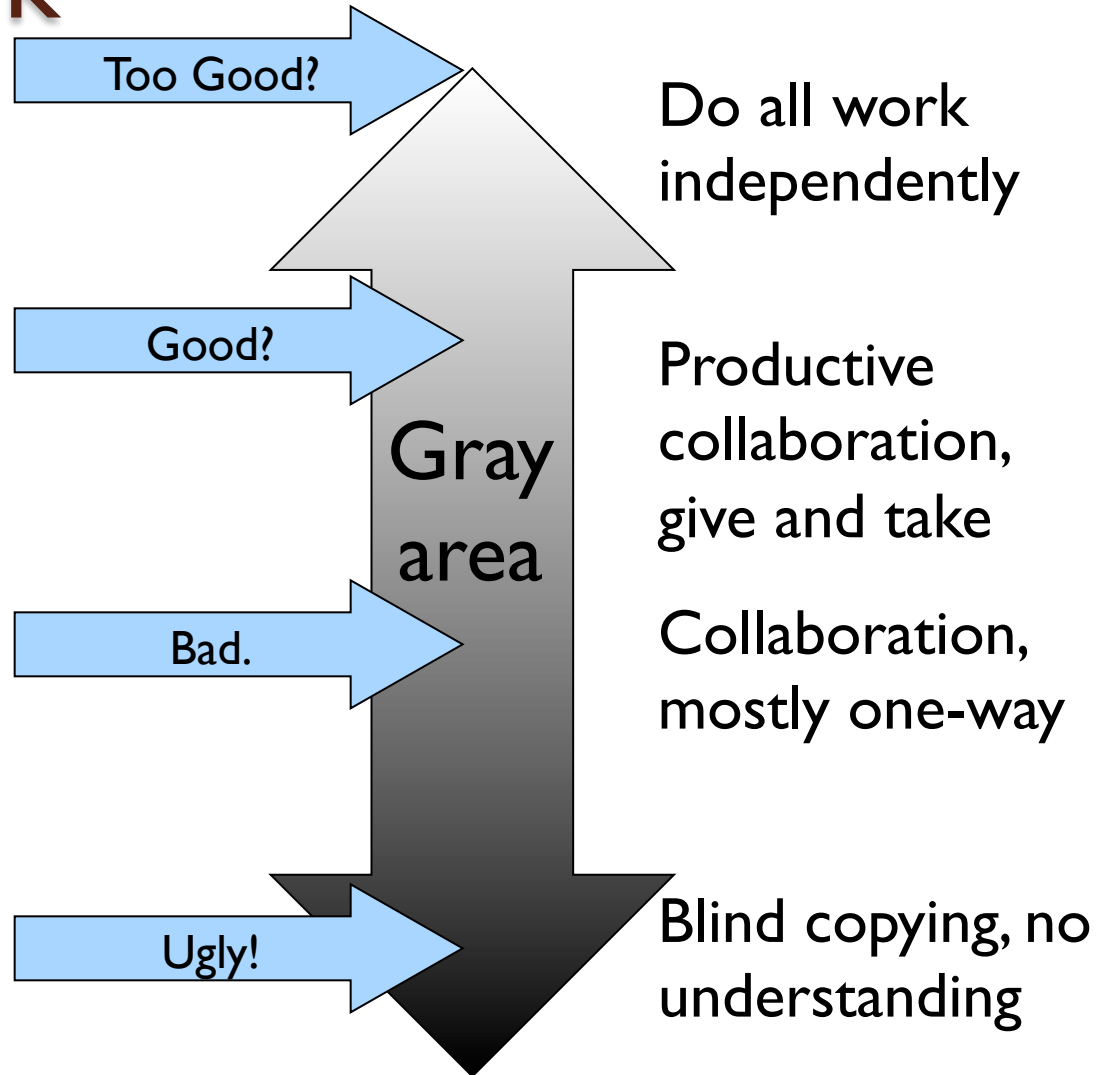 Too Good?
Do all work
independently
Good?
Productive
collaboration,
give and take
Gray
area
Bad.
Collaboration,
mostly one-way
Ugly!
Blind copying, no
understanding